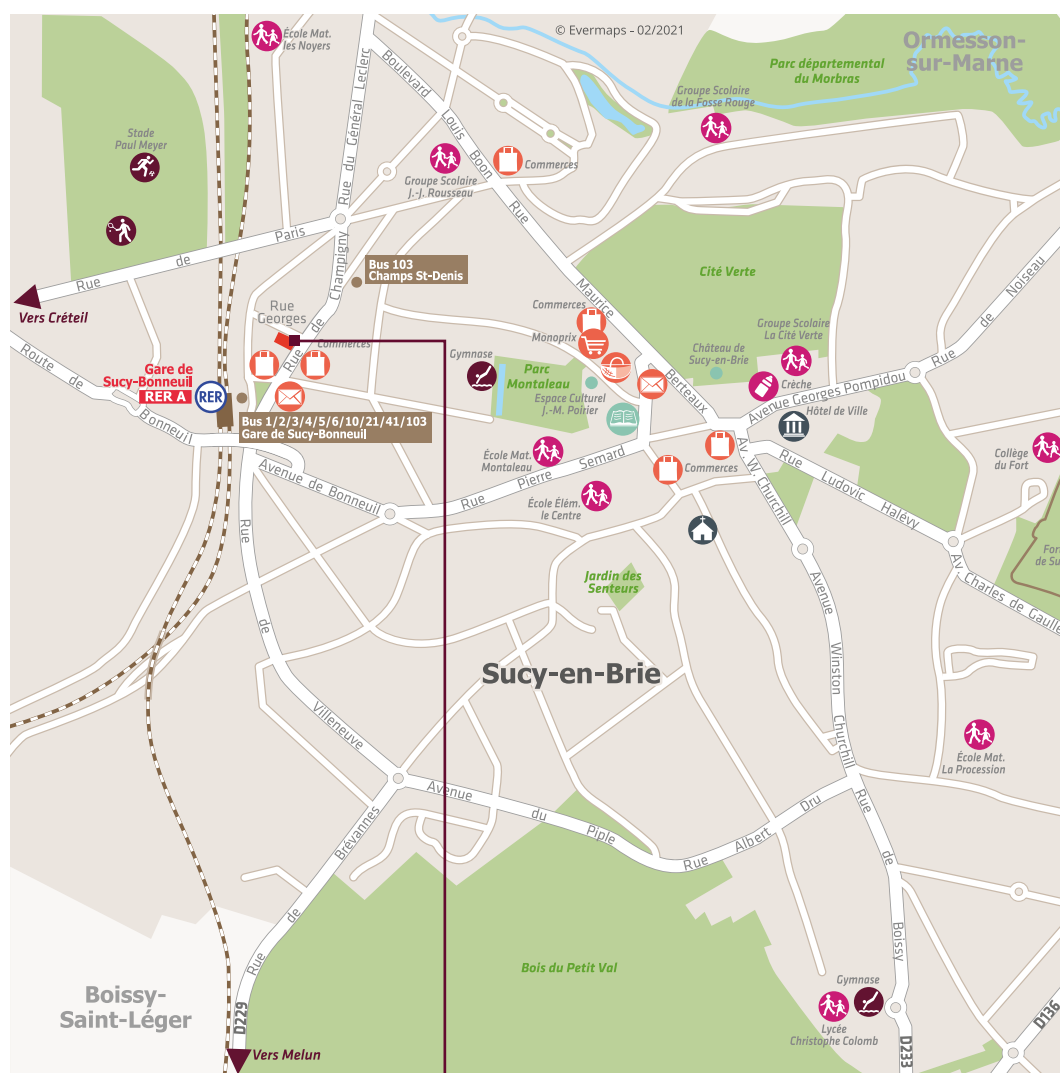 © Evermaps - 02/2021
Ormesson-
sur-Marne
École Mat.
les Noyers
Parc départemental
du Morbras
Groupe Scolaire
de la Fosse Rouge
Rue du Général Leclerc
Boulevard Louis Boon
Stade
Paul Meyer
Commerces
Groupe Scolaire
J.-J. Rousseau
Rue
Rue de Paris
Bus 103
Champs St-Denis
Cité Verte
Rue de Noiseau
Vers Créteil
Rue
Georges
Rue de Champigny
Maurice Berteaux
Commerces
Monoprix
Groupe Scolaire
La Cité Verte
Commerces
Château de
Sucy-en-Brie
Gymnase
Parc
Montaleau
Crèche
Gare de
Sucy-Bonneuil
RER A
RER
Espace Culturel
J.-M. Poirier
Avenue Georges Pompidou
Hôtel de Ville
Route de Bonneuil
Bus 1/2/3/4/5/6/10/21/41/103
Gare de Sucy-Bonneuil
École Mat.
Montaleau
Rue Pierre Semard
Commerces
Av. W. Churchill
Rue Ludovic Halévy
Collège
du Fort
Avenue de Bonneuil
École Élém.
le Centre
For
de Su
Av. Charles de Gaulle
Jardin des
Senteurs
Avenue Winston Churchill
Sucy-en-Brie
Rue de Villeneuve
École Mat.
La Procession
Avenue du Piple
Rue Albert Dru
Rue de Boissy
Rue de Brévannes
Bois du Petit Val
Boissy-
Saint-Léger
Gymnase
Lycée
Christophe Colomb
D229
D233
D136
Vers Melun